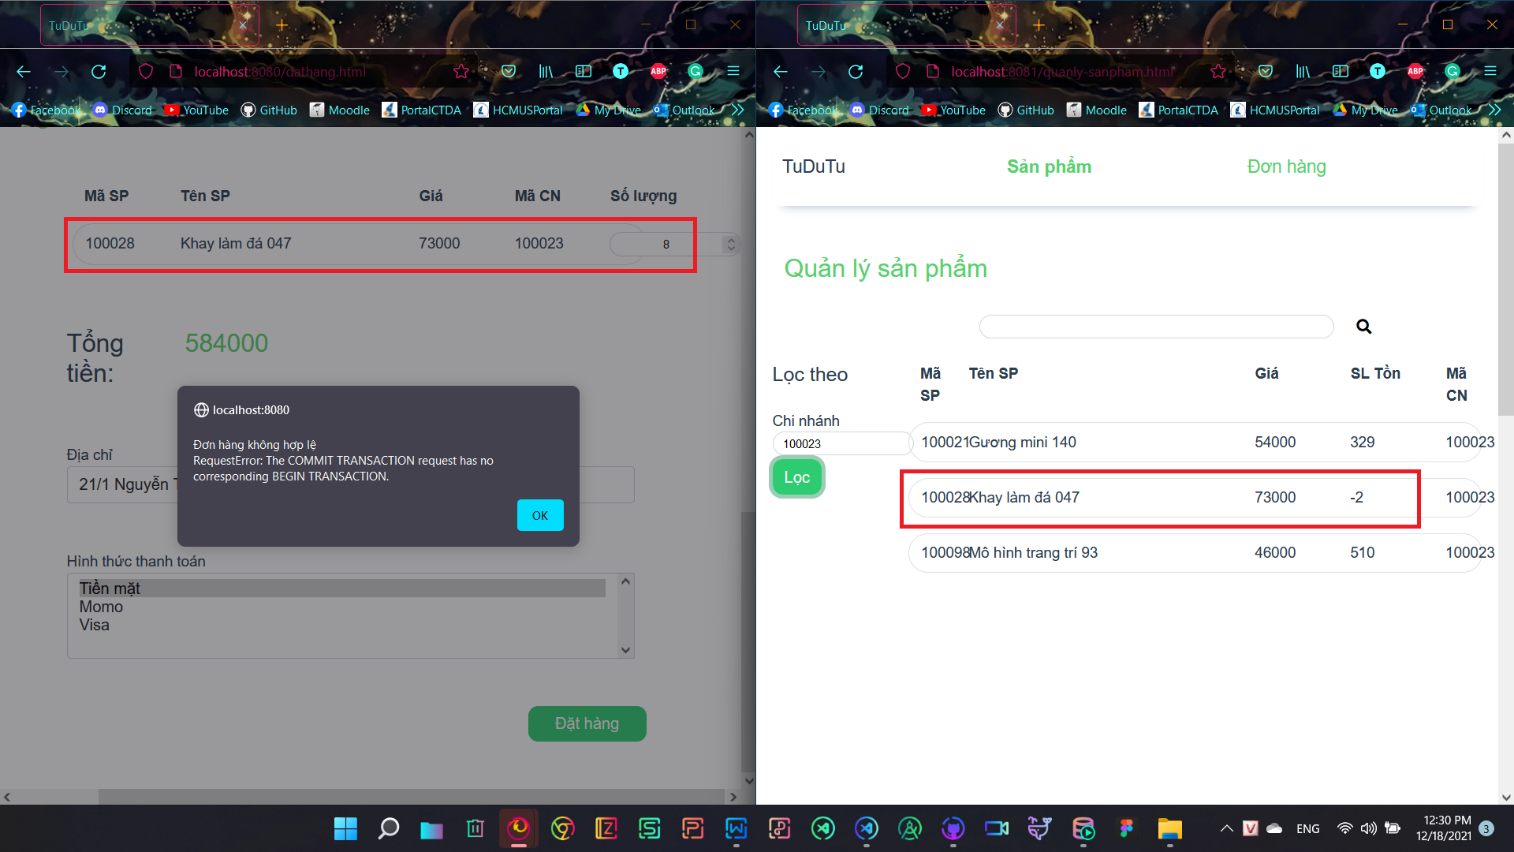 TuDuTu
localhost:8080/dathang.html
Facebook Discord YouTube GitHub Moodle PortalCTDA HCMUSPortal My Drive Outlook
Mã SP Tên SP Giá Mã CN Số lượng
100028 Khay làm đá 047 73000 100023 8
Tổng tiền: 584000
localhost:8080
Đơn hàng không hợp lệ
RequestError: The COMMIT TRANSACTION request has no
corresponding BEGIN TRANSACTION.
OK
Địa chỉ
21/1 Nguyễn
Hình thức thanh toán
Tiền mặt
Momo
Visa
Đặt hàng
TuDuTu
localhost:8081/quanly-sanpham.html
Facebook Discord YouTube GitHub Moodle PortalCTDA HCMUSPortal My Drive Outlook
TuDuTu Sản phẩm Đơn hàng
Quản lý sản phẩm
Lọc theo
Chi nhánh
100023
Lọc
Mã SP Tên SP Giá SL Tồn Mã CN
100021 Gương mini 140 54000 329 100023
100028 Khay làm đá 047 73000 -2 100023
100098 Mô hình trang trí 93 46000 510 100023
ENG 12:30 PM
12/18/2021 3